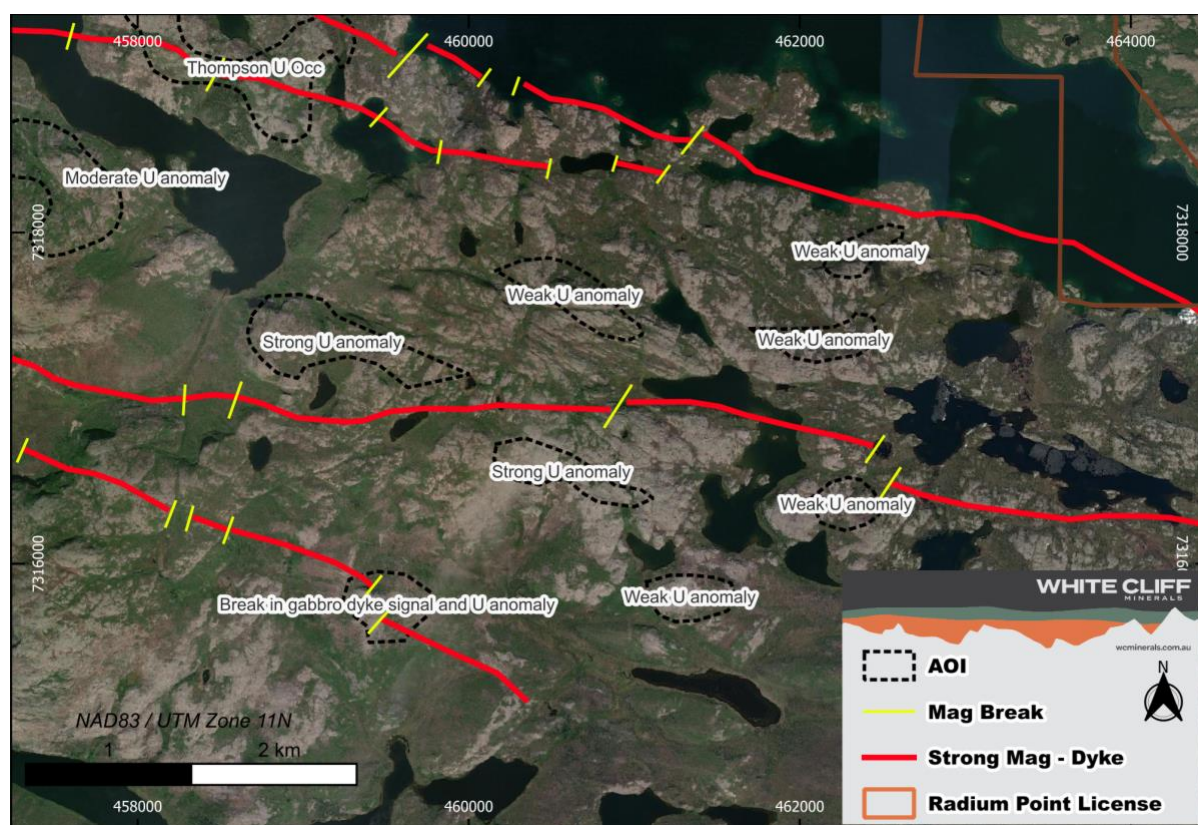 458000
460000
462000
464000
Thompson U Occ
Moderate U anomaly
7318000
7318000
Weak U anomaly
Weak U anomaly
Strong U anomaly
Weak U anomaly
Strong U anomaly
Weak U anomaly
7316000
7316000
Break in gabbro dyke signal and U anomaly
Weak U anomaly
WHITE CLIFF
MINERALS
wcminerals.com.au
AOI
N
Mag Break
Strong Mag - Dyke
Radium Point License
NAD83 / UTM Zone 11N
1
2 km
458000
460000
462000